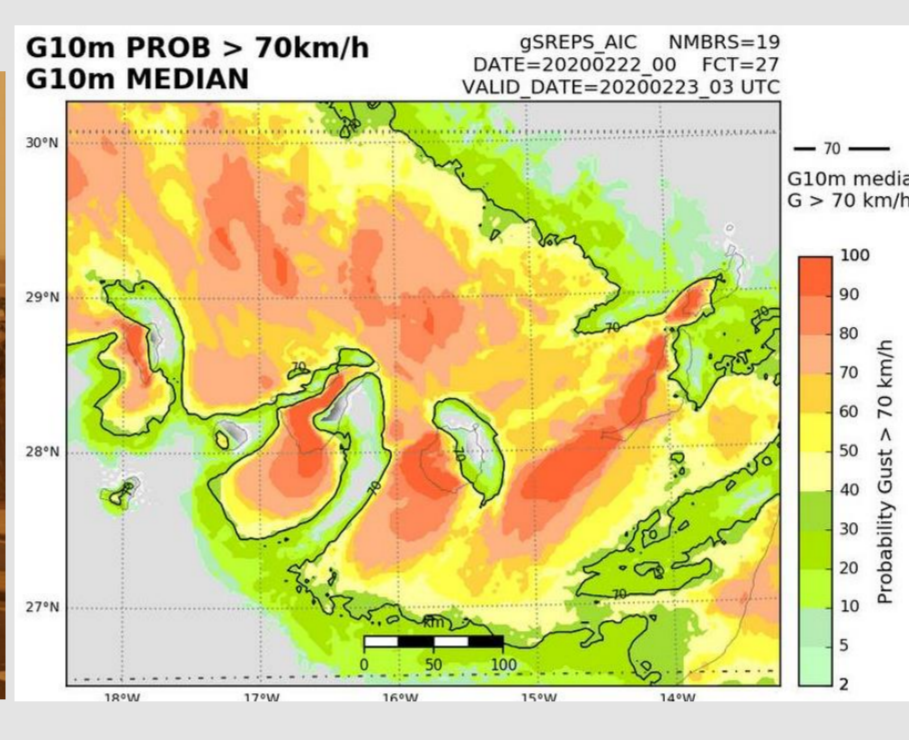 G10m PROB > 70km/h
G10m MEDIAN
gSREPS_AIC NMBRS=19
DATE=20200222_00 FCT=27
VALID_DATE=20200223_03 UTC
30°N
29°N
28°N
27°N
70
70
70
70
70
70
km
0 50 100
18°W 17°W 16°W 15°W 14°W
70
G10m media
G > 70 km/h
100
90
80
70
60
50
40
30
20
10
5
2
Probability Gust > 70 km/h